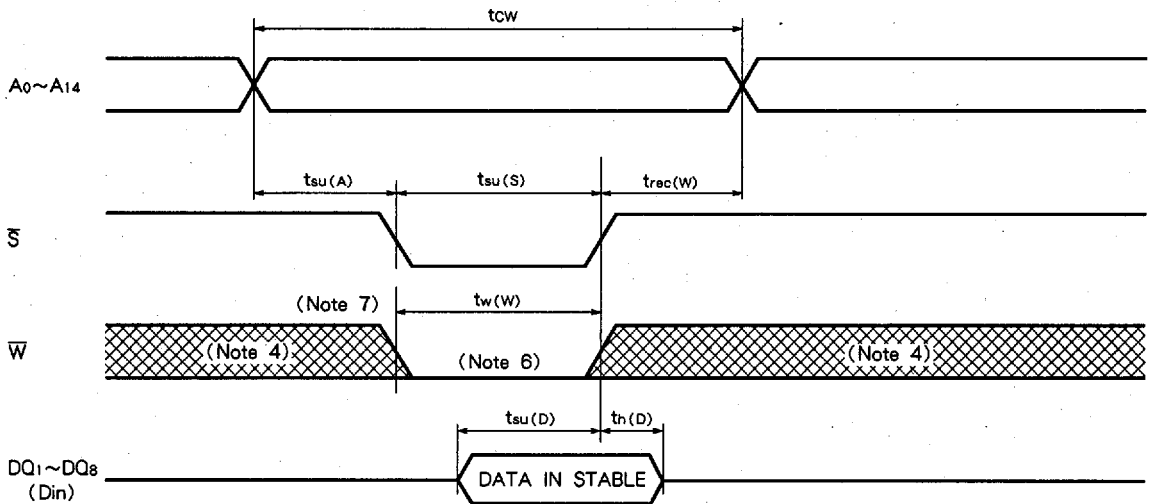 tcw
A0~A14
tsu(A)
tsu(S)
trec(W)
S̅
(Note 7)
tw(W)
W̅
(Note 4)
(Note 6)
(Note 4)
tsu(D)
th(D)
DQ1~DQ8
(Din)
DATA IN STABLE